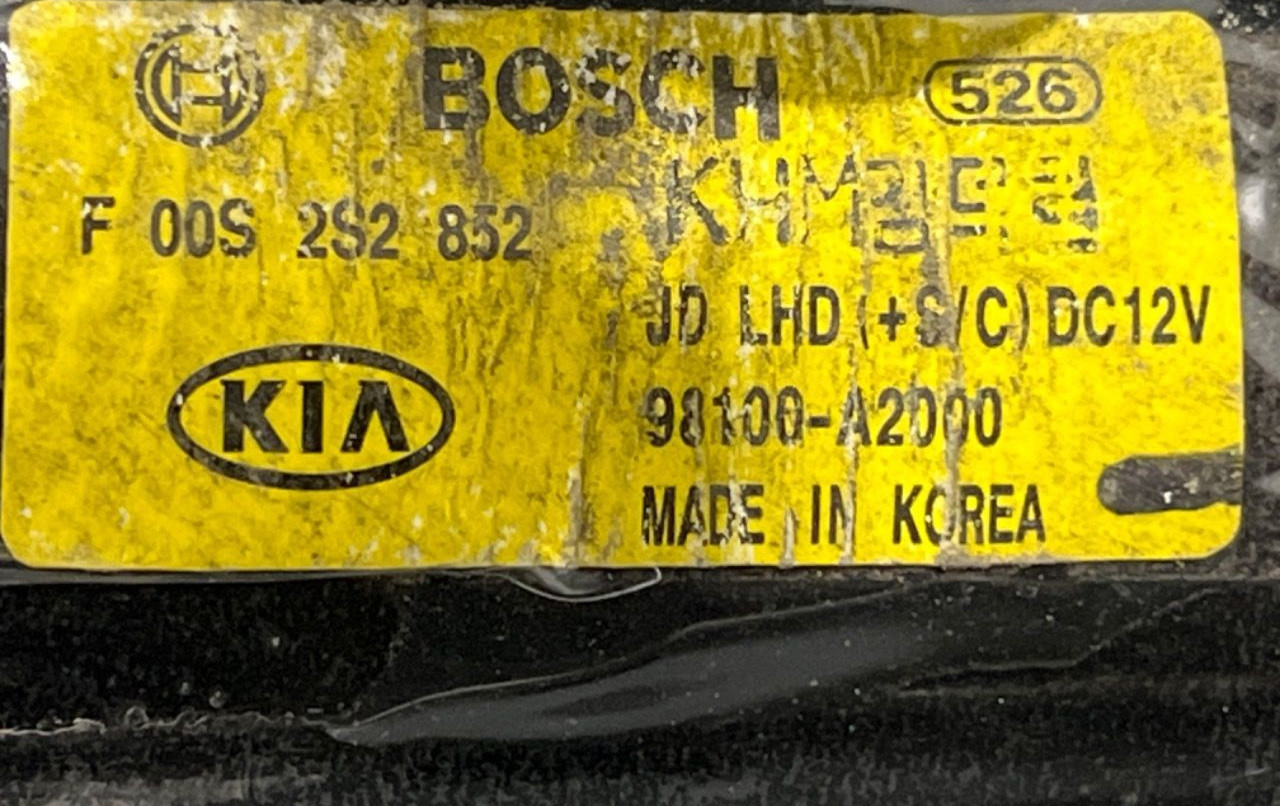 BOSCH 526
F 00S 2S2 852
JD LHD (+S/C) DC12V
98100-A2000
KIA
MADE IN KOREA